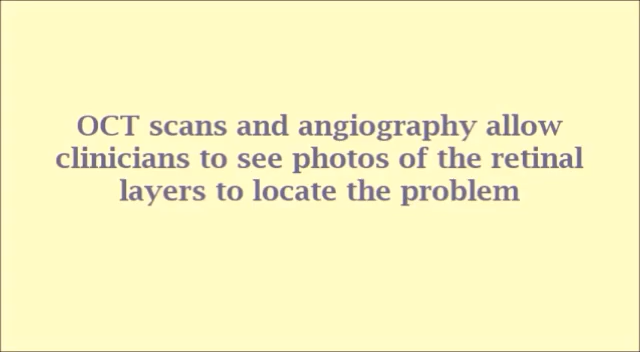 OCT scans and angiography allow
clinicians to see photos of the retinal
layers to locate the problem